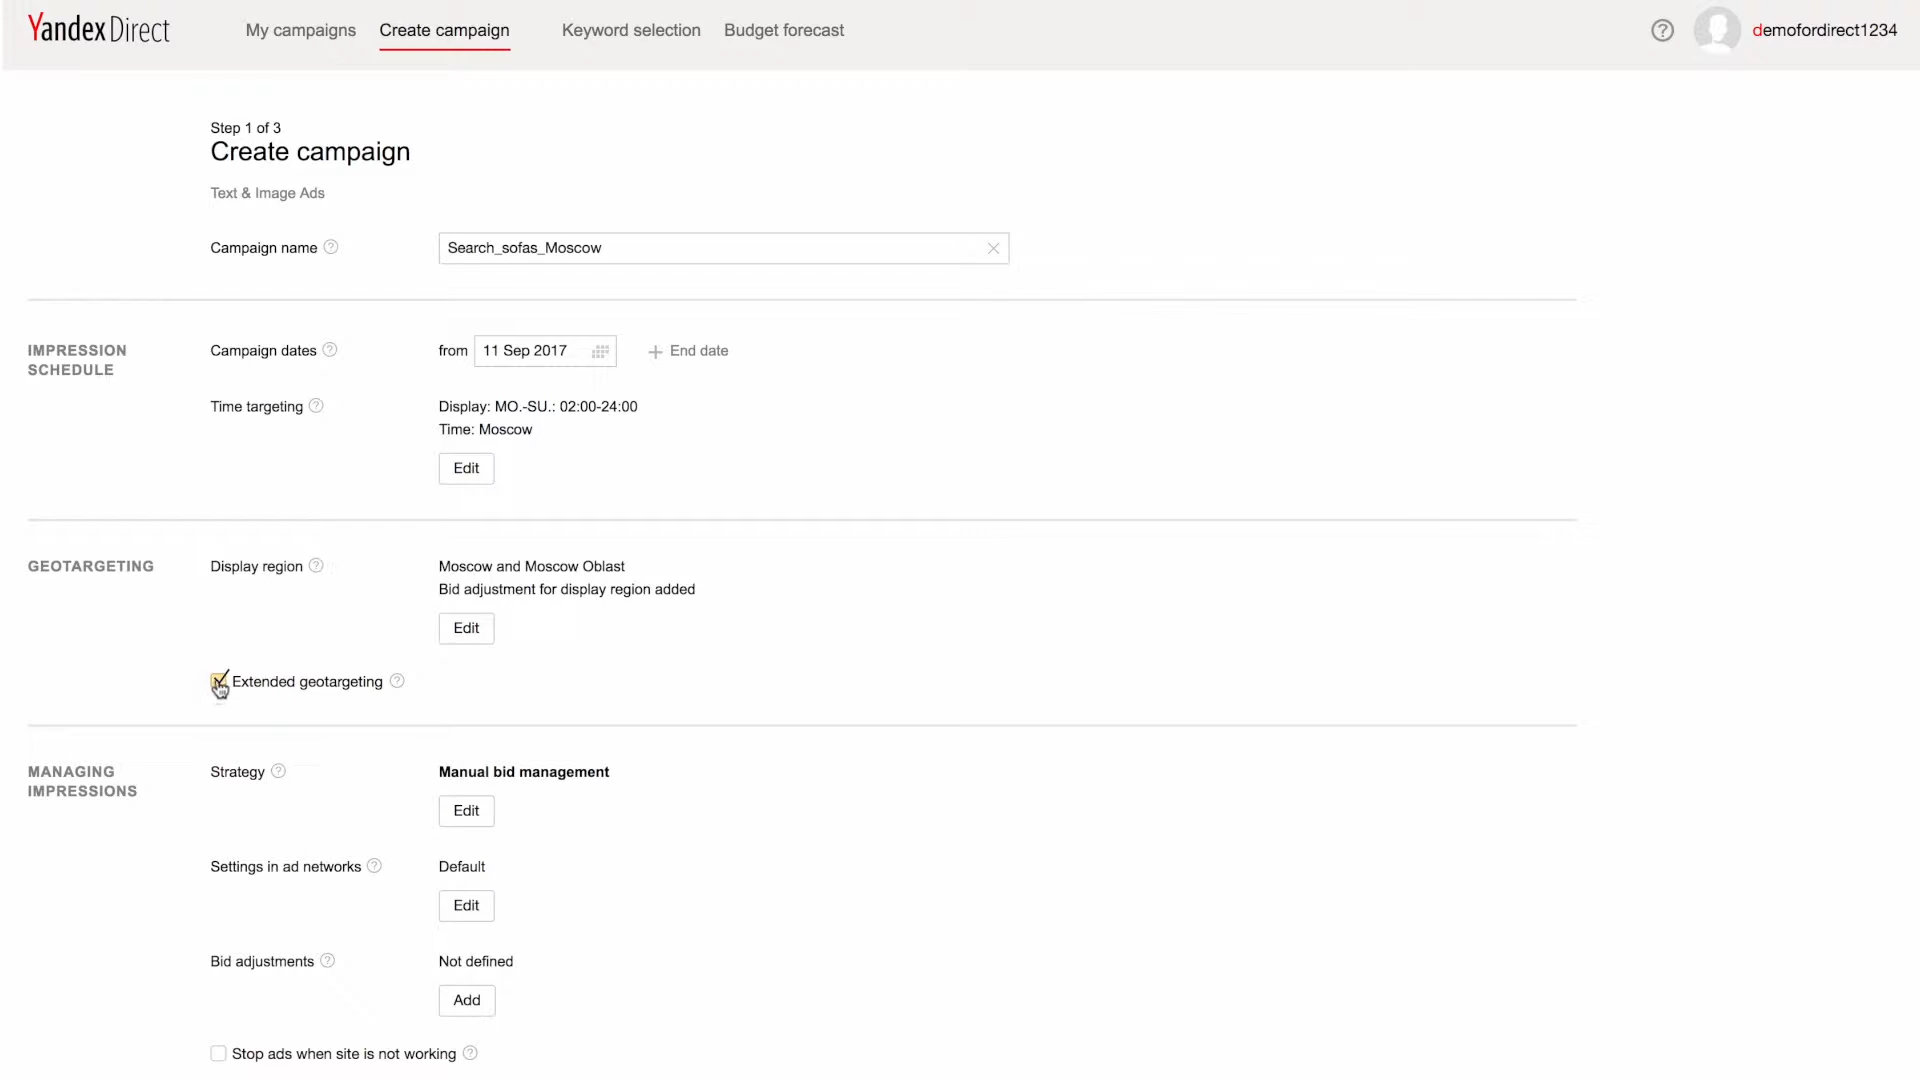 Yandex Direct
My campaigns
Create campaign
Keyword selection
Budget forecast
demofordirect1234
Step 1 of 3
Create campaign
Text & Image Ads
Campaign name
Search_sofas_Moscow
IMPRESSION
SCHEDULE
Campaign dates
from
11 Sep 2017
+ End date
Time targeting
Display: MO.-SU.: 02:00-24:00
Time: Moscow
Edit
GEOTARGETING
Display region
Moscow and Moscow Oblast
Bid adjustment for display region added
Edit
Extended geotargeting
MANAGING
IMPRESSIONS
Strategy
Manual bid management
Edit
Settings in ad networks
Default
Edit
Bid adjustments
Not defined
Add
Stop ads when site is not working